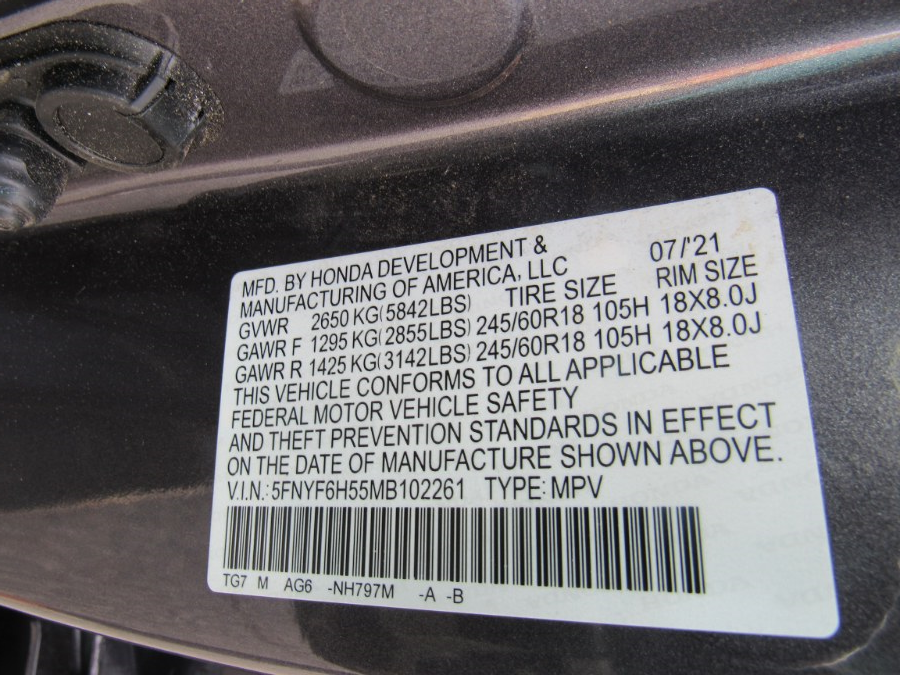 MFD. BY HONDA DEVELOPMENT & 07/'21
MANUFACTURING OF AMERICA, LLC
GVWR 2650 KG(5842LBS) TIRE SIZE RIM SIZE
GAWR F 1295 KG(2855LBS) 245/60R18 105H 18X8.0J
GAWR R 1425 KG(3142LBS) 245/60R18 105H 18X8.0J
THIS VEHICLE CONFORMS TO ALL APPLICABLE
FEDERAL MOTOR VEHICLE SAFETY
AND THEFT PREVENTION STANDARDS IN EFFECT
ON THE DATE OF MANUFACTURE SHOWN ABOVE.
V.I.N.: 5FNYF6H55MB102261 TYPE: MPV
TG7 M AG6 -NH797M -A -B